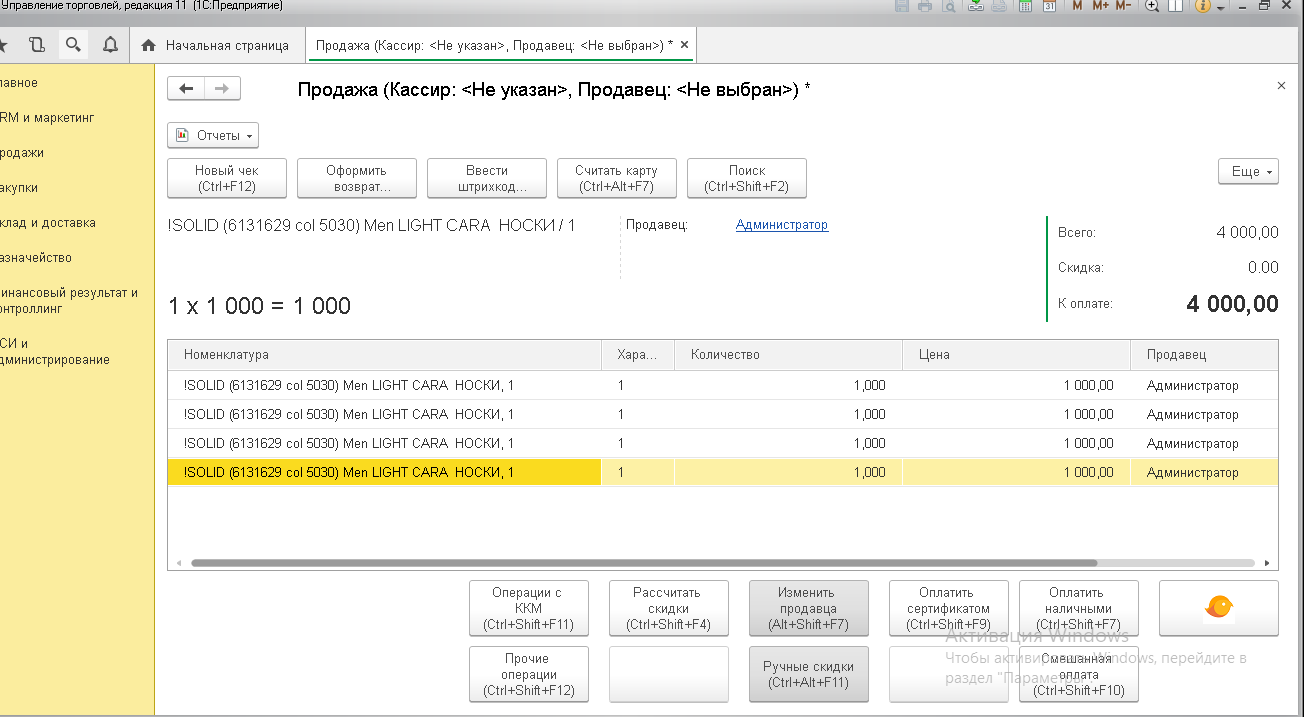 Управление торговлей, редакция 11 (1С:Предприятие)
M M+ M-
Начальная страница
Продажа (Кассир: <Не указан>, Продавец: <Не выбран>) *
лавное
RM и маркетинг
родажи
акупки
клад и доставка
азначейство
инансовый результат и
онтроллинг
СИ и
дминистрирование
Продажа (Кассир: <Не указан>, Продавец: <Не выбран>) *
Отчеты
Новый чек
(Ctrl+F12)
Оформить
возврат...
Ввести
штрихкод...
Считать карту
(Ctrl+Alt+F7)
Поиск
(Ctrl+Shift+F2)
Еще
!SOLID (6131629 col 5030) Men LIGHT CARA НОСКИ / 1
Продавец: Администратор
Всего: 4 000,00
Скидка: 0.00
К оплате: 4 000,00
1 x 1 000 = 1 000
Номенклатура Хара... Количество Цена Продавец
!SOLID (6131629 col 5030) Men LIGHT CARA НОСКИ, 1 1 1,000 1 000,00 Администратор
!SOLID (6131629 col 5030) Men LIGHT CARA НОСКИ, 1 1 1,000 1 000,00 Администратор
!SOLID (6131629 col 5030) Men LIGHT CARA НОСКИ, 1 1 1,000 1 000,00 Администратор
!SOLID (6131629 col 5030) Men LIGHT CARA НОСКИ, 1 1 1,000 1 000,00 Администратор
Операции с
ККМ
(Ctrl+Shift+F11)
Рассчитать
скидки
(Ctrl+Shift+F4)
Изменить
продавца
(Alt+Shift+F7)
Оплатить
сертификатом
(Ctrl+Shift+F9)
Оплатить
наличными
(Ctrl+Shift+F7)
Прочие
операции
(Ctrl+Shift+F12)
Ручные скидки
(Ctrl+Alt+F11)
Смешанная
оплата
(Ctrl+Shift+F10)
Активация Windows
Чтобы активировать Windows, перейдите в
раздел "Параметры".